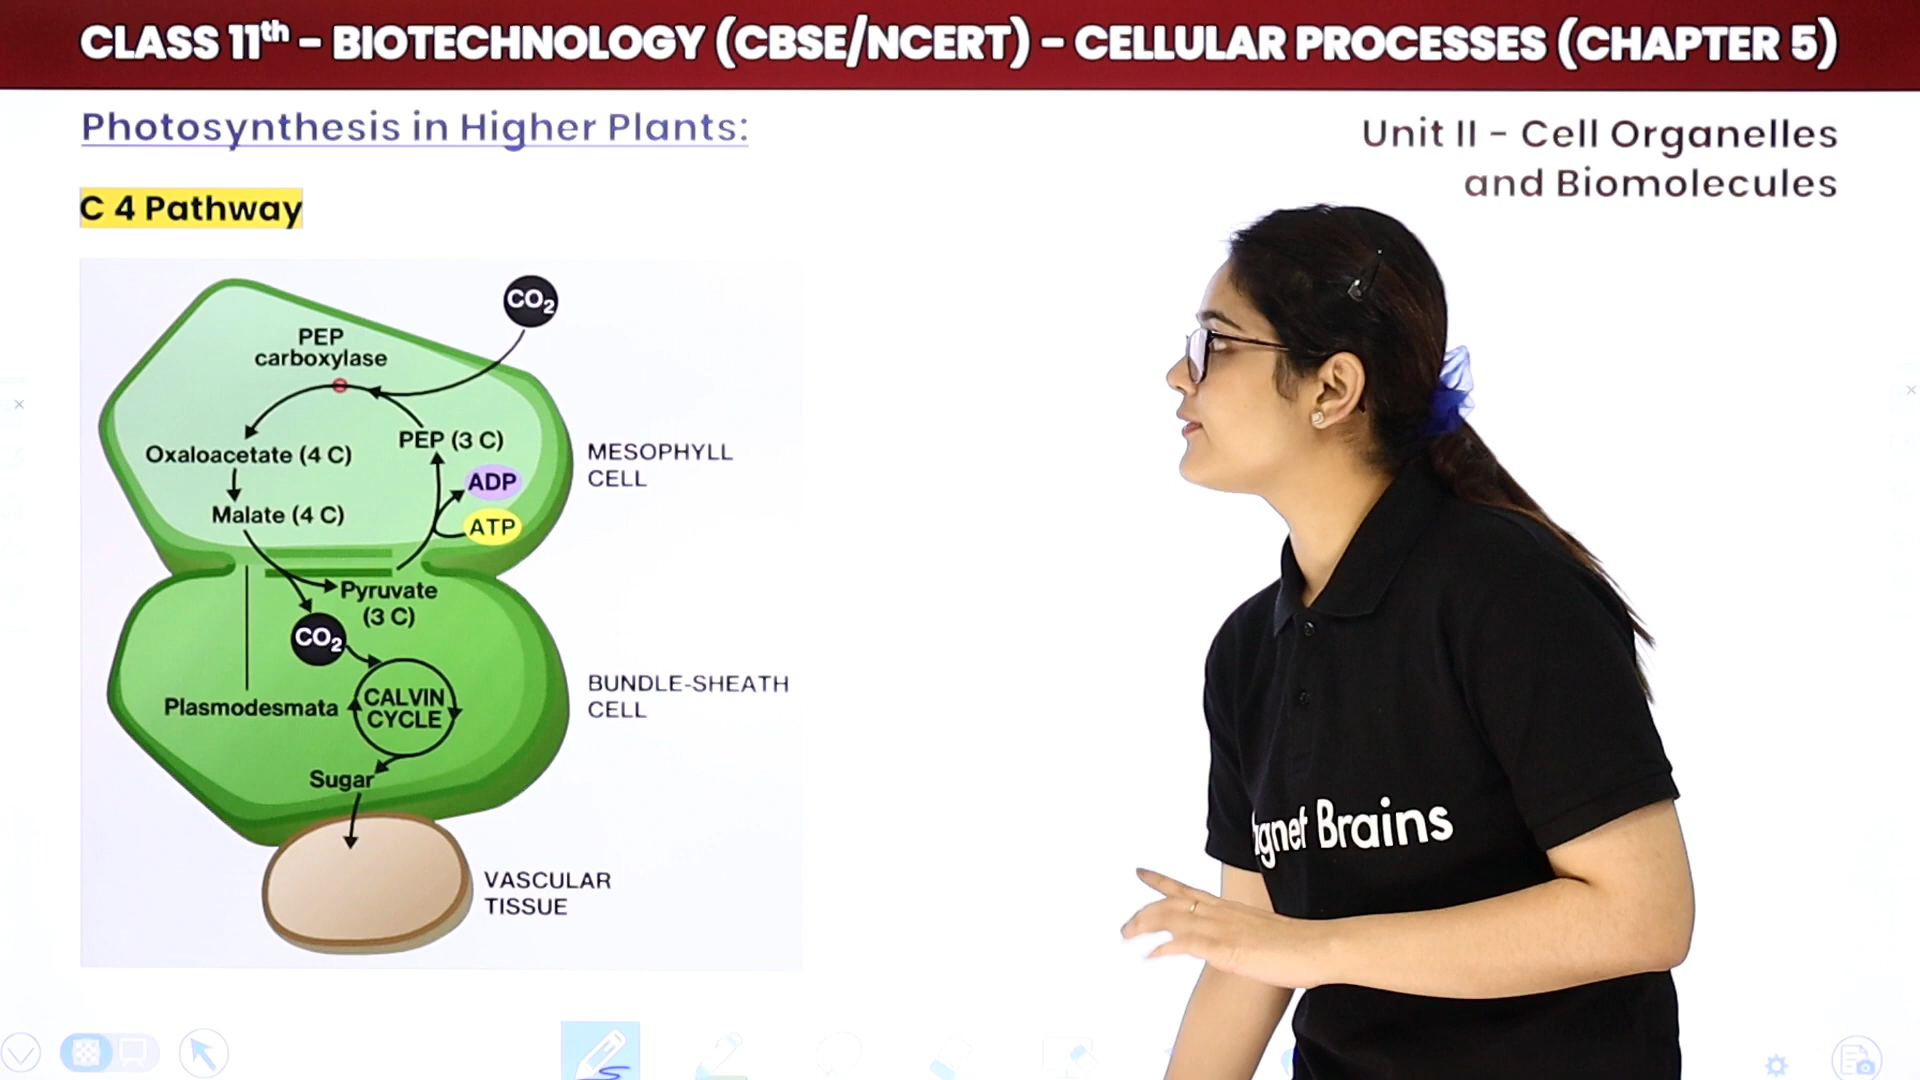 CLASS 11th - BIOTECHNOLOGY (CBSE/NCERT) - CELLULAR PROCESSES (CHAPTER 5)
Photosynthesis in Higher Plants:
Unit II - Cell Organelles
and Biomolecules
C 4 Pathway
CO2
PEP
carboxylase
PEP (3 C)
Oxaloacetate (4 C)
MESOPHYLL
CELL
ADP
Malate (4 C)
ATP
Pyruvate
(3 C)
CO2
BUNDLE-SHEATH
CELL
CALVIN
CYCLE
Plasmodesmata
Sugar
VASCULAR
TISSUE
gnet Brains